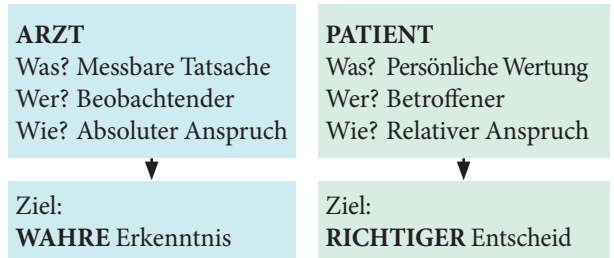 ARZT
Was? Messbare Tatsache
Wer? Beobachtender
Wie? Absoluter Anspruch
Ziel:
WAHRE Erkenntnis
PATIENT
Was? Persönliche Wertung
Wer? Betroffener
Wie? Relativer Anspruch
Ziel:
RICHTIGER Entscheid